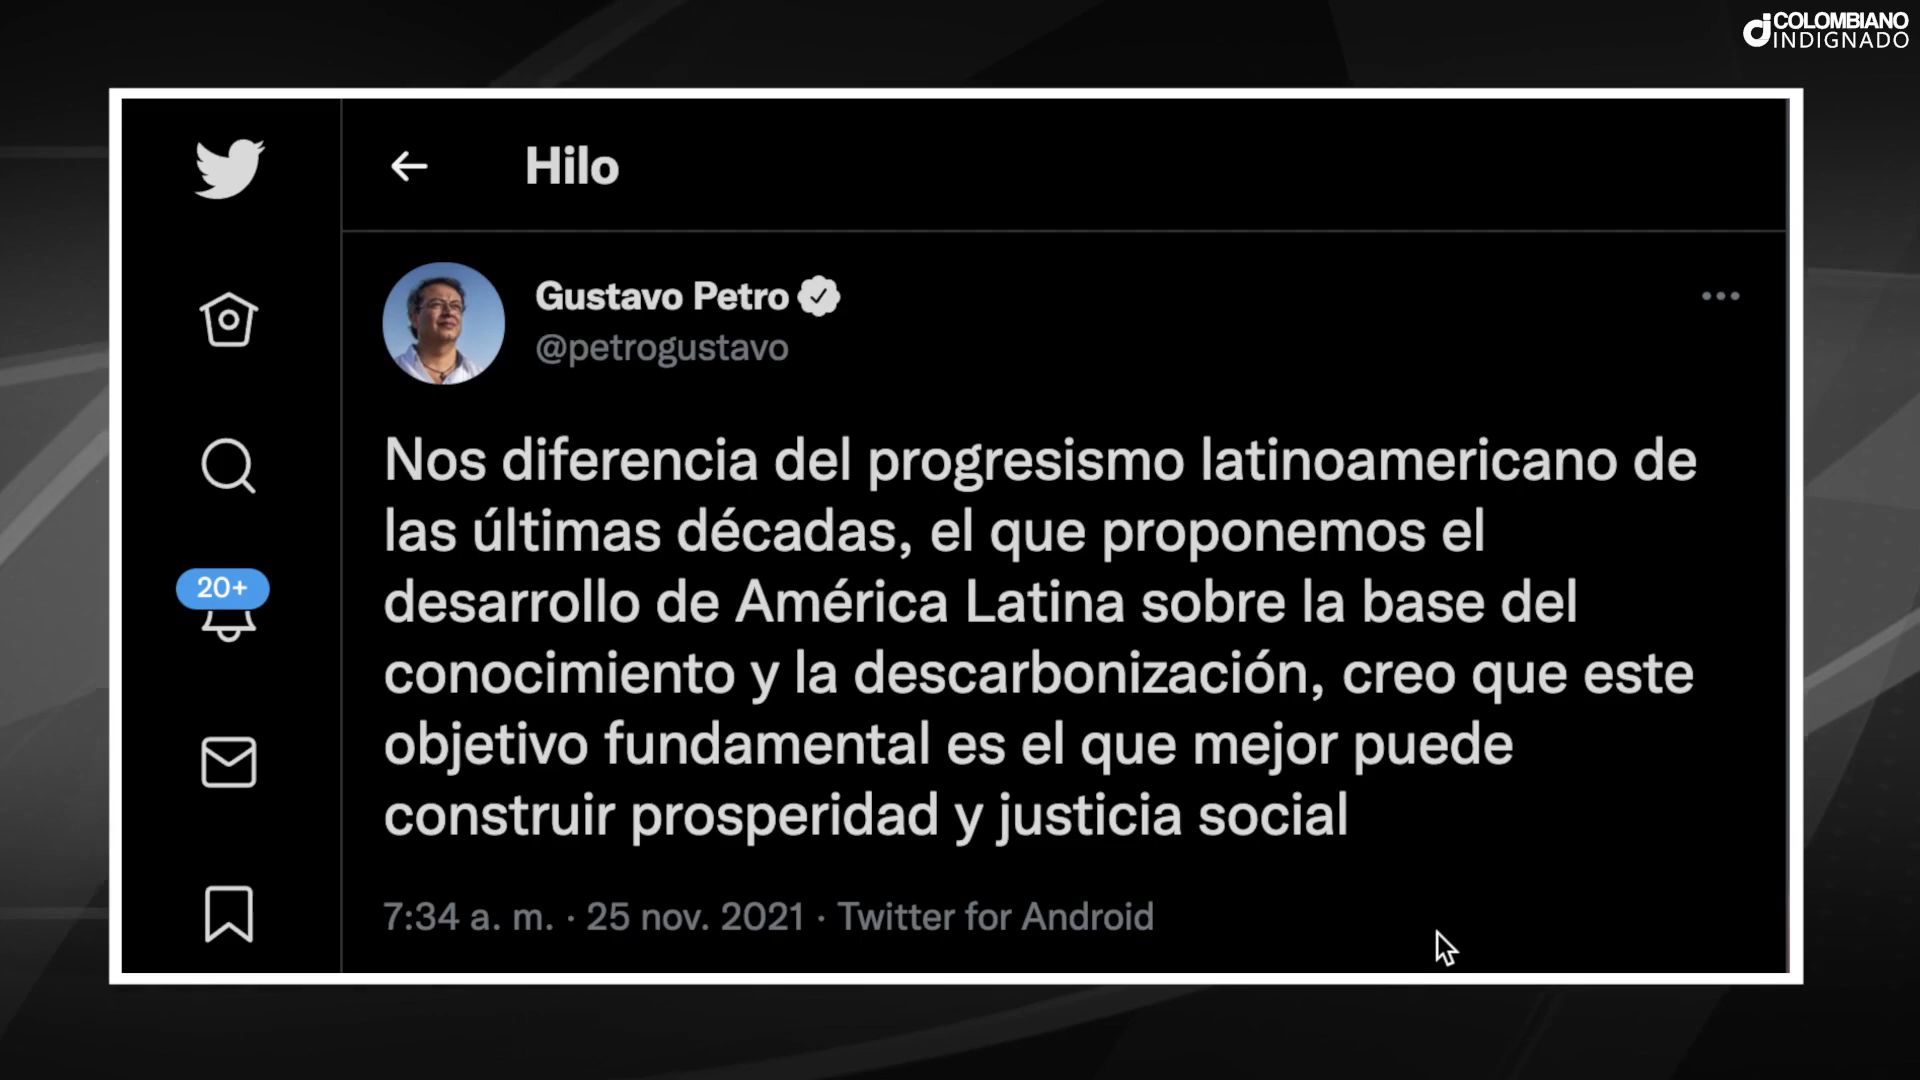 COLOMBIANO
INDIGNADO
Hilo
Gustavo Petro
@petrogustavo
Nos diferencia del progresismo latinoamericano de
las últimas décadas, el que proponemos el
desarrollo de América Latina sobre la base del
conocimiento y la descarbonización, creo que este
objetivo fundamental es el que mejor puede
construir prosperidad y justicia social
20+
7:34 a. m. · 25 nov. 2021 · Twitter for Android